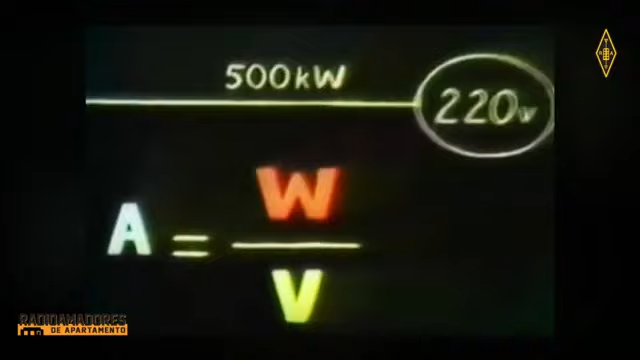 500kW
220v
A = W
V
RADIOAMADORES
DE APARTAMENTO